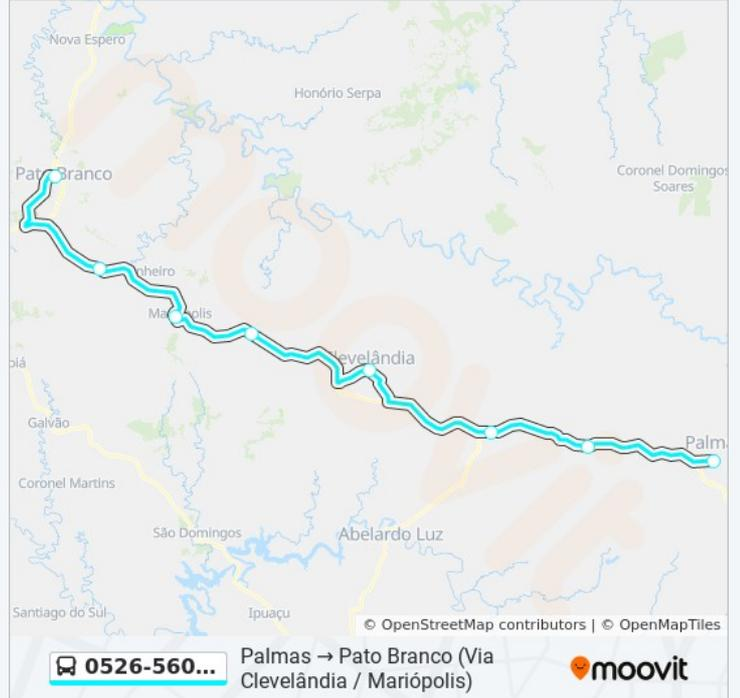 Nova Espero
Honório Serpa
Pato Branco
Coronel Domingos
Soares
nheiro
Clevelândia
Galvão
Palma
Coronel Martins
São Domingos
Abelardo Luz
Santiago do Sul
Ipuaçu
© OpenStreetMap contributors | © OpenMapTiles
0526-560...
Palmas → Pato Branco (Via
Clevelândia / Mariópolis)
moovit